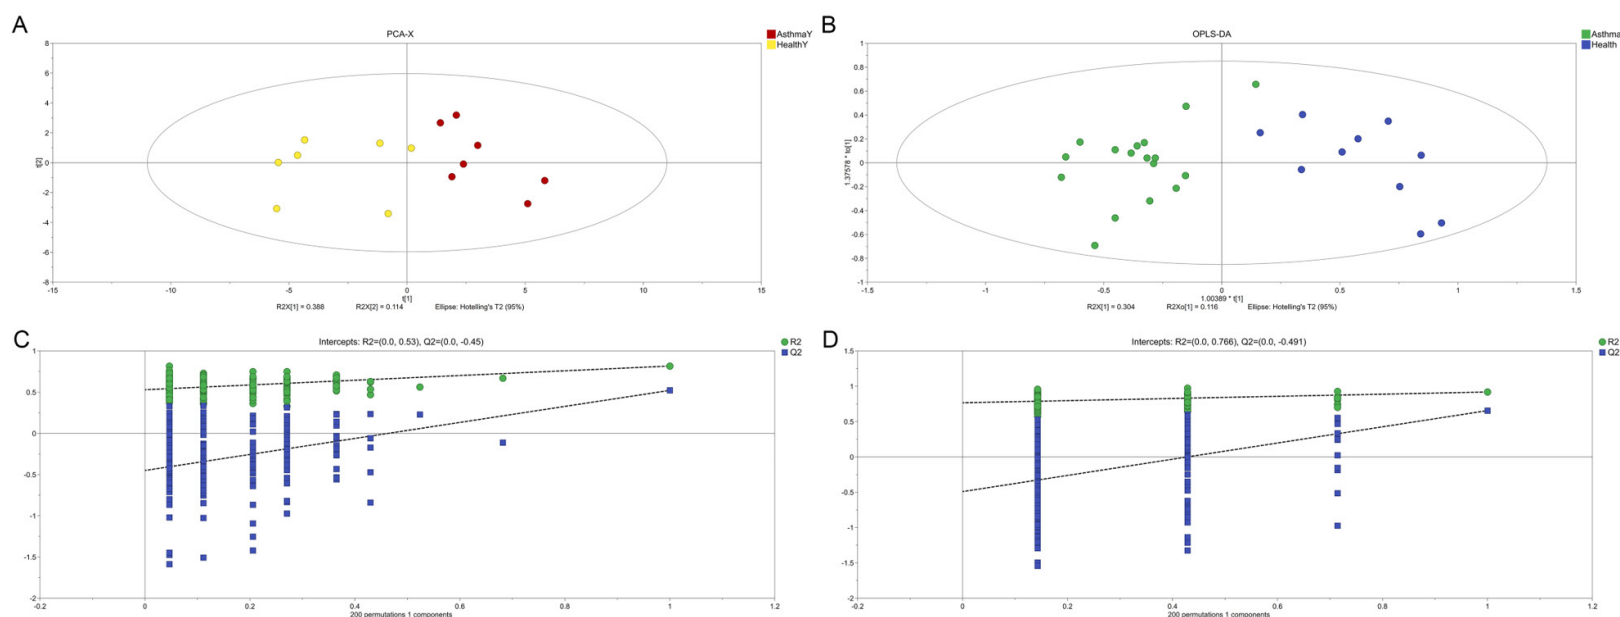 A
PCA-X
AsthmaY
HealthY
8
6
4
2
0
-2
-4
-6
-8
t[2]
-15
-10
-5
0
5
10
15
t[1]
R2X[1] = 0.388
R2X[2] = 0.114
Ellipse: Hotelling's T2 (95%)
B
OPLS-DA
Asthma
Health
1
0.8
0.6
0.4
0.2
0
-0.2
-0.4
-0.6
-0.8
-1
1.37578 * to[1]
-1.5
-1
-0.5
0
0.5
1
1.5
1.00389 * t[1]
R2X[1] = 0.304
R2Xo[1] = 0.116
Ellipse: Hotelling's T2 (95%)
C
Intercepts: R2=(0.0, 0.53), Q2=(0.0, -0.45)
R2
Q2
1
0.5
0
-0.5
-1
-1.5
-2
-0.2
0
0.2
0.4
0.6
0.8
1
1.2
200 permutations 1 components
D
Intercepts: R2=(0.0, 0.766), Q2=(0.0, -0.491)
R2
Q2
1.5
1
0.5
0
-0.5
-1
-1.5
-2
-0.2
0
0.2
0.4
0.6
0.8
1
1.2
200 permutations 1 components